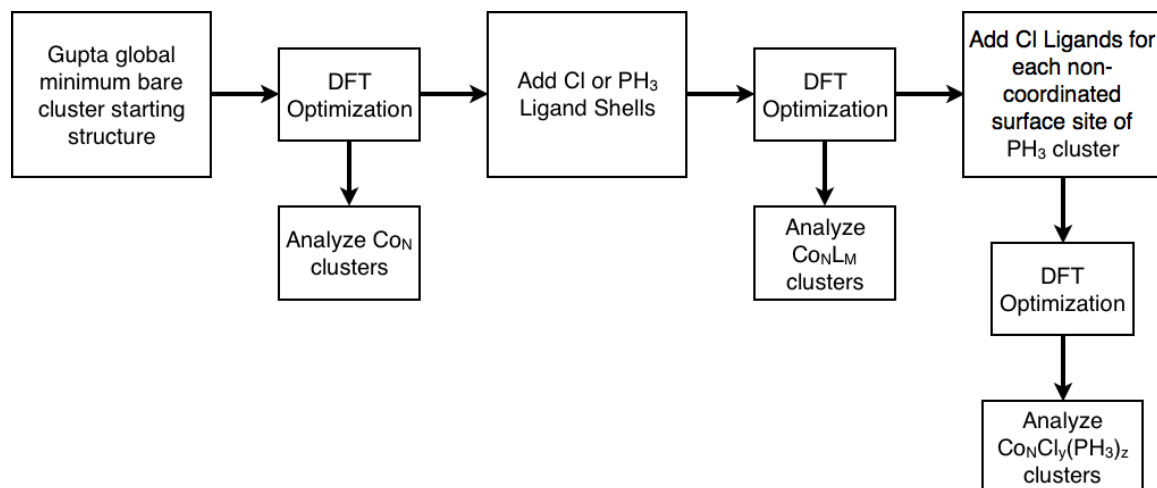 Gupta global
minimum bare
cluster starting
structure
DFT
Optimization
Add Cl or PH₃
Ligand Shells
DFT
Optimization
Add Cl Ligands for
each non-
coordinated
surface site of
PH₃ cluster
Analyze Coₙ
clusters
Analyze
CoₙLₘ
clusters
DFT
Optimization
Analyze
CoₙClᵧ(PH₃)z
clusters